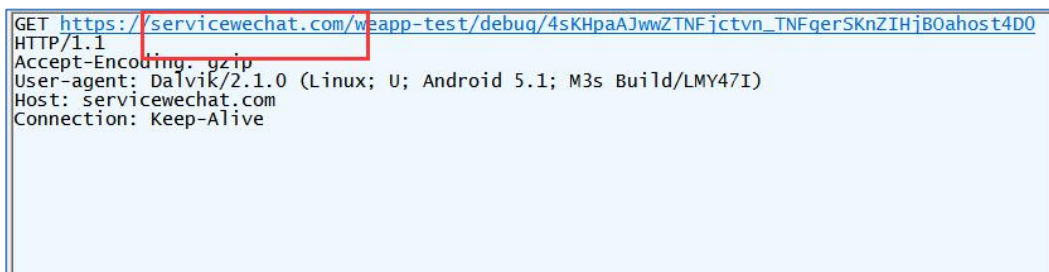 GET https://servicewechat.com/weapp-test/debug/4sKHpaAJwwZTNFjctvn_TNFqerSKnZIHjBOahost4DO
HTTP/1.1
Accept-Encoding: gzip
User-agent: Dalvik/2.1.0 (Linux; U; Android 5.1; M3s Build/LMY47I)
Host: servicewechat.com
Connection: Keep-Alive